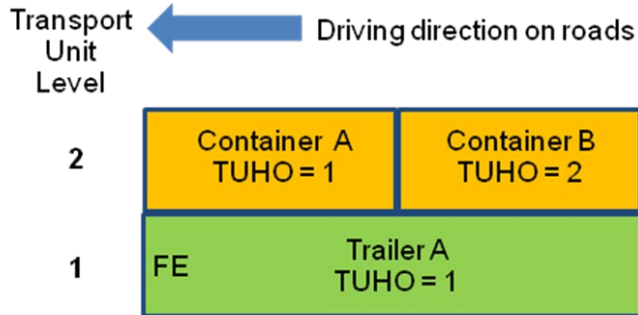 Transport
Unit
Level
Driving direction on roads
2
Container A
TUHO = 1
Container B
TUHO = 2
1
FE
Trailer A
TUHO = 1